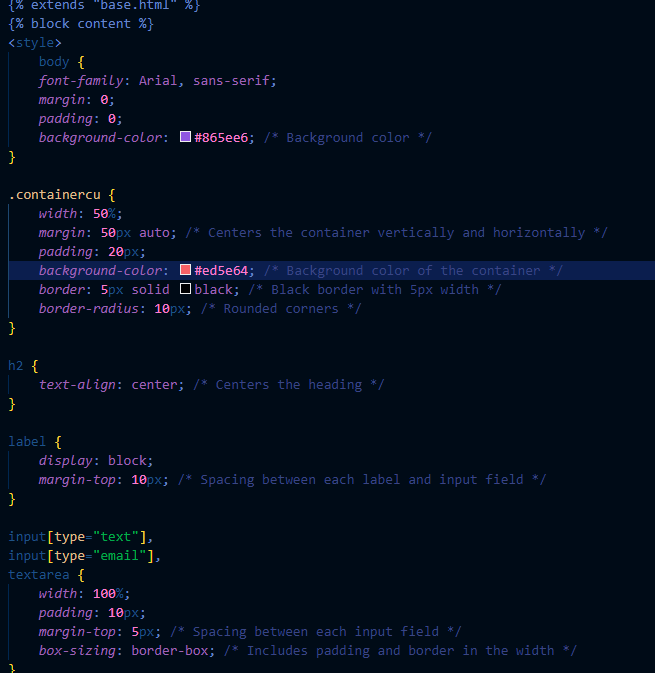 {% extends "base.html" %}
{% block content %}
<style>
body {
font-family: Arial, sans-serif;
margin: 0;
padding: 0;
background-color: #865ee6; /* Background color */
}
.containercu {
width: 50%;
margin: 50px auto; /* Centers the container vertically and horizontally */
padding: 20px;
background-color: #ed5e64; /* Background color of the container */
border: 5px solid black; /* Black border with 5px width */
border-radius: 10px; /* Rounded corners */
}
h2 {
text-align: center; /* Centers the heading */
}
label {
display: block;
margin-top: 10px; /* Spacing between each label and input field */
}
input[type="text"],
input[type="email"],
textarea {
width: 100%;
padding: 10px;
margin-top: 5px; /* Spacing between each input field */
box-sizing: border-box; /* Includes padding and border in the width */
}